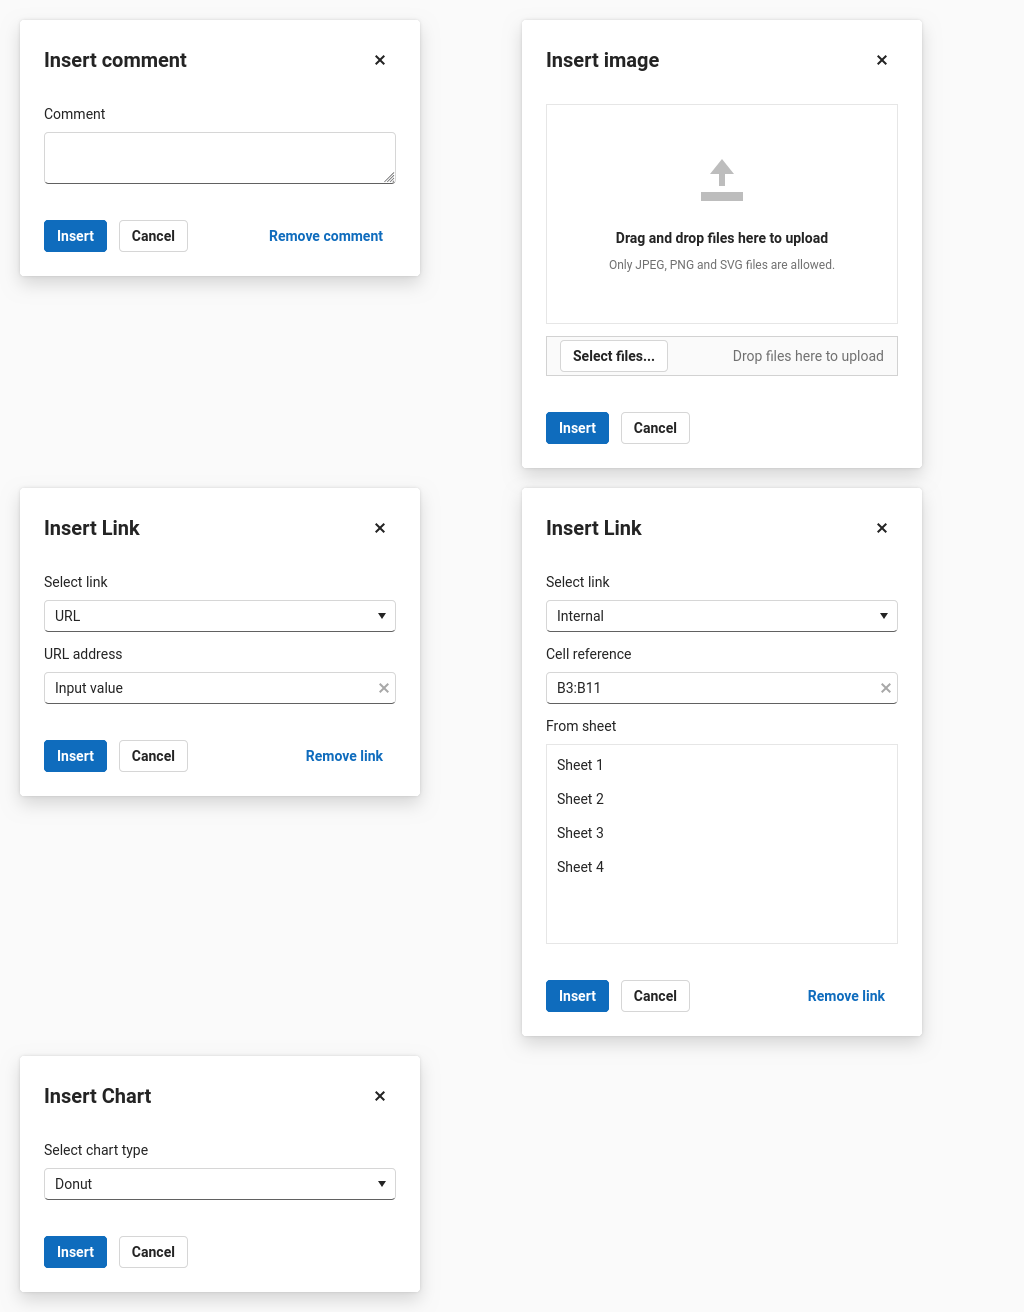 Insert comment
Comment
Insert
Cancel
Remove comment
Insert image
Drag and drop files here to upload
Only JPEG, PNG and SVG files are allowed.
Select files...
Drop files here to upload
Insert
Cancel
Insert Link
Select link
URL
URL address
Input value
Insert
Cancel
Remove link
Insert Link
Select link
Internal
Cell reference
B3:B11
From sheet
Sheet 1
Sheet 2
Sheet 3
Sheet 4
Insert
Cancel
Remove link
Insert Chart
Select chart type
Donut
Insert
Cancel